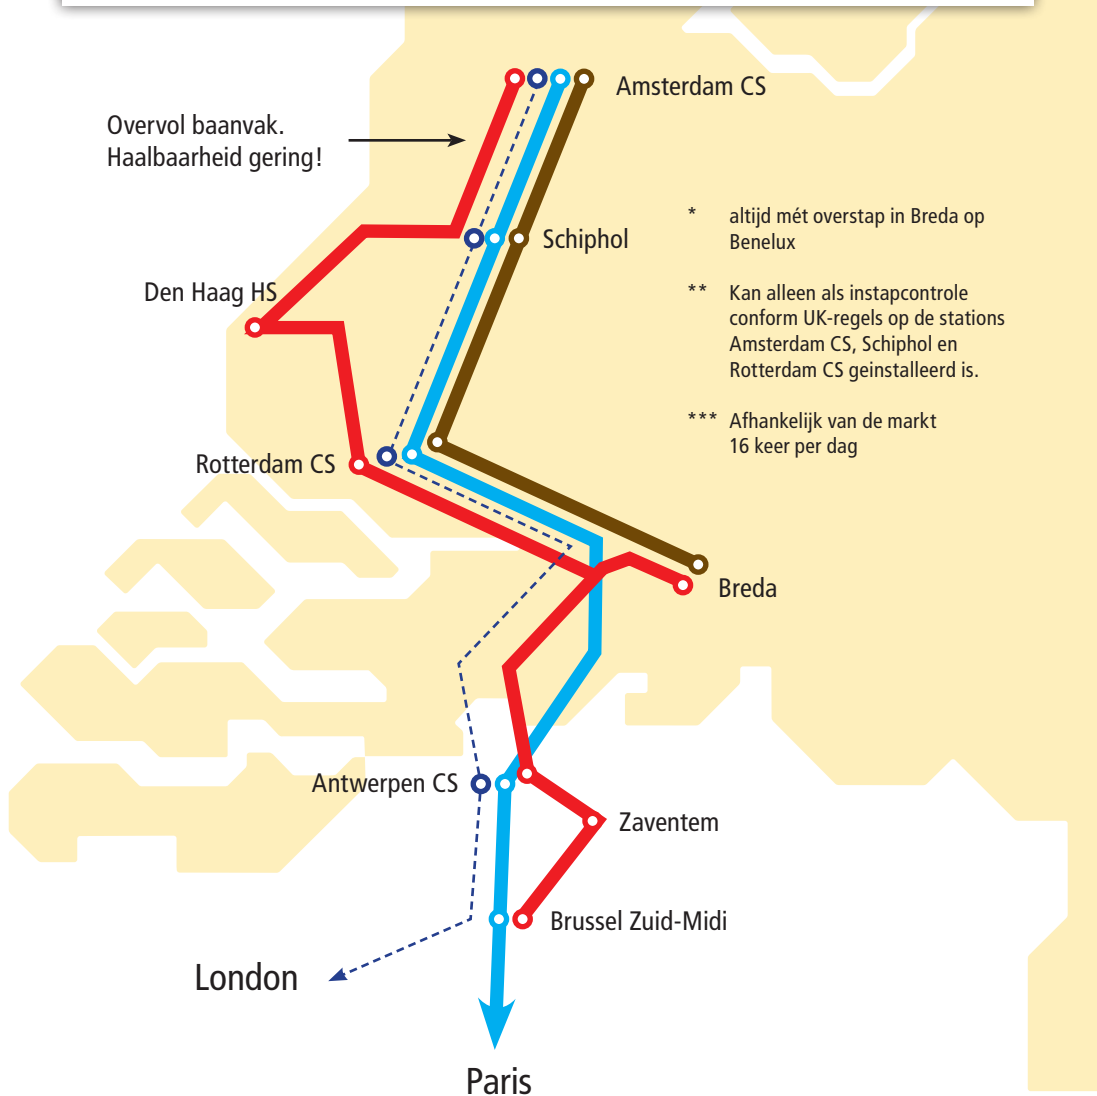 Amsterdam CS
Overvol baanvak.
Haalbaarheid gering!
* altijd mét overstap in Breda op
Benelux
Schiphol
Den Haag HS
** Kan alleen als instapcontrole
conform UK-regels op de stations
Amsterdam CS, Schiphol en
Rotterdam CS geinstalleerd is.
*** Afhankelijk van de markt
16 keer per dag
Rotterdam CS
Breda
Antwerpen CS
Zaventem
Brussel Zuid-Midi
London
Paris